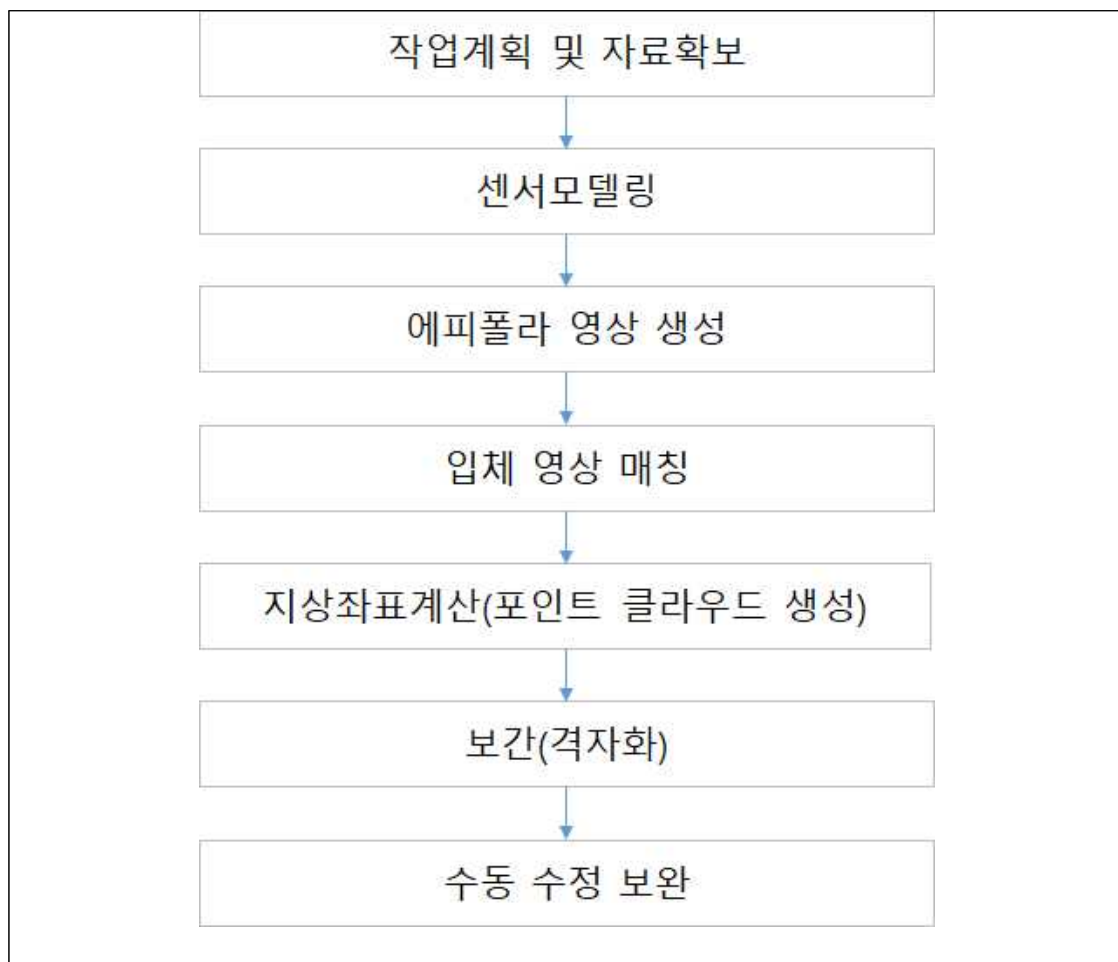 작업계획 및 자료확보
센서모델링
에피폴라 영상 생성
입체 영상 매칭
지상좌표계산(포인트 클라우드 생성)
보간(격자화)
수동 수정 보완